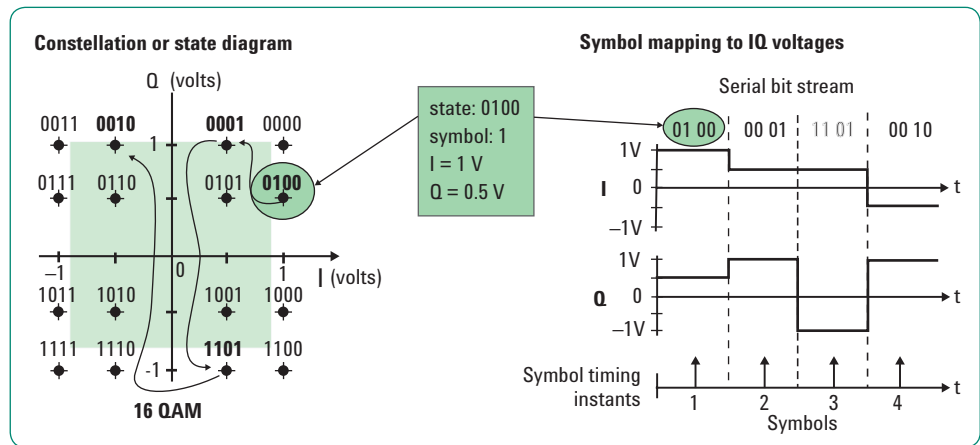 Constellation or state diagram
Q (volts)
0011 0010 0001 0000
1
0111 0110 0101 0100
–1 0 1 I (volts)
1011 1010 1001 1000
1111 1110 1101 1100
-1
16 QAM
state: 0100
symbol: 1
I = 1 V
Q = 0.5 V
Symbol mapping to IQ voltages
Serial bit stream
01 00 00 01 11 01 00 10
1V
I 0 t
–1V
1V
Q 0 t
–1V
Symbol timing
instants
t
1 2 3 4
Symbols